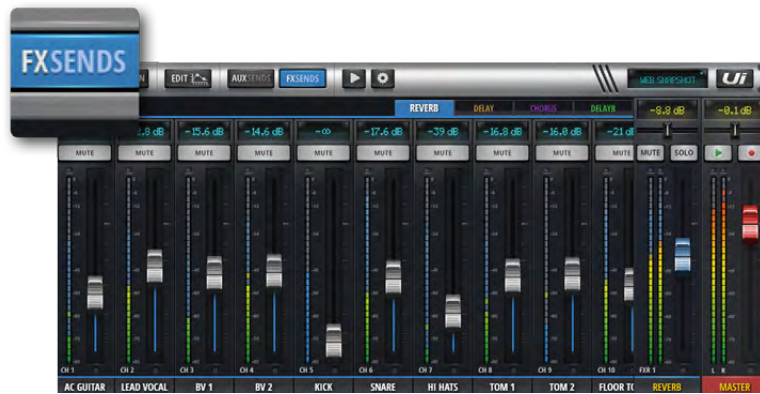 FXSENDS
EDIT
AUXSENDS
FXSENDS
WEB SNAPSHOT
Ui
REVERB
DELAY
CHORUS
DELAYR
-8.8 dB
-0.1 dB
-15.6 dB
-14.6 dB
-∞
-17.6 dB
-39 dB
-16.8 dB
-16.0 dB
MUTE
MUTE
MUTE
MUTE
MUTE
MUTE
MUTE
MUTE
MUTE
MUTE
MUTE
SOLO
CH 1
CH 2
CH 3
CH 4
CH 5
CH 6
CH 7
CH 8
CH 9
CH 10
FXR 1
L R
AC GUITAR
LEAD VOCAL
BV 1
BV 2
KICK
SNARE
HI HATS
TOM 1
TOM 2
FLOOR TO
REVERB
MASTER